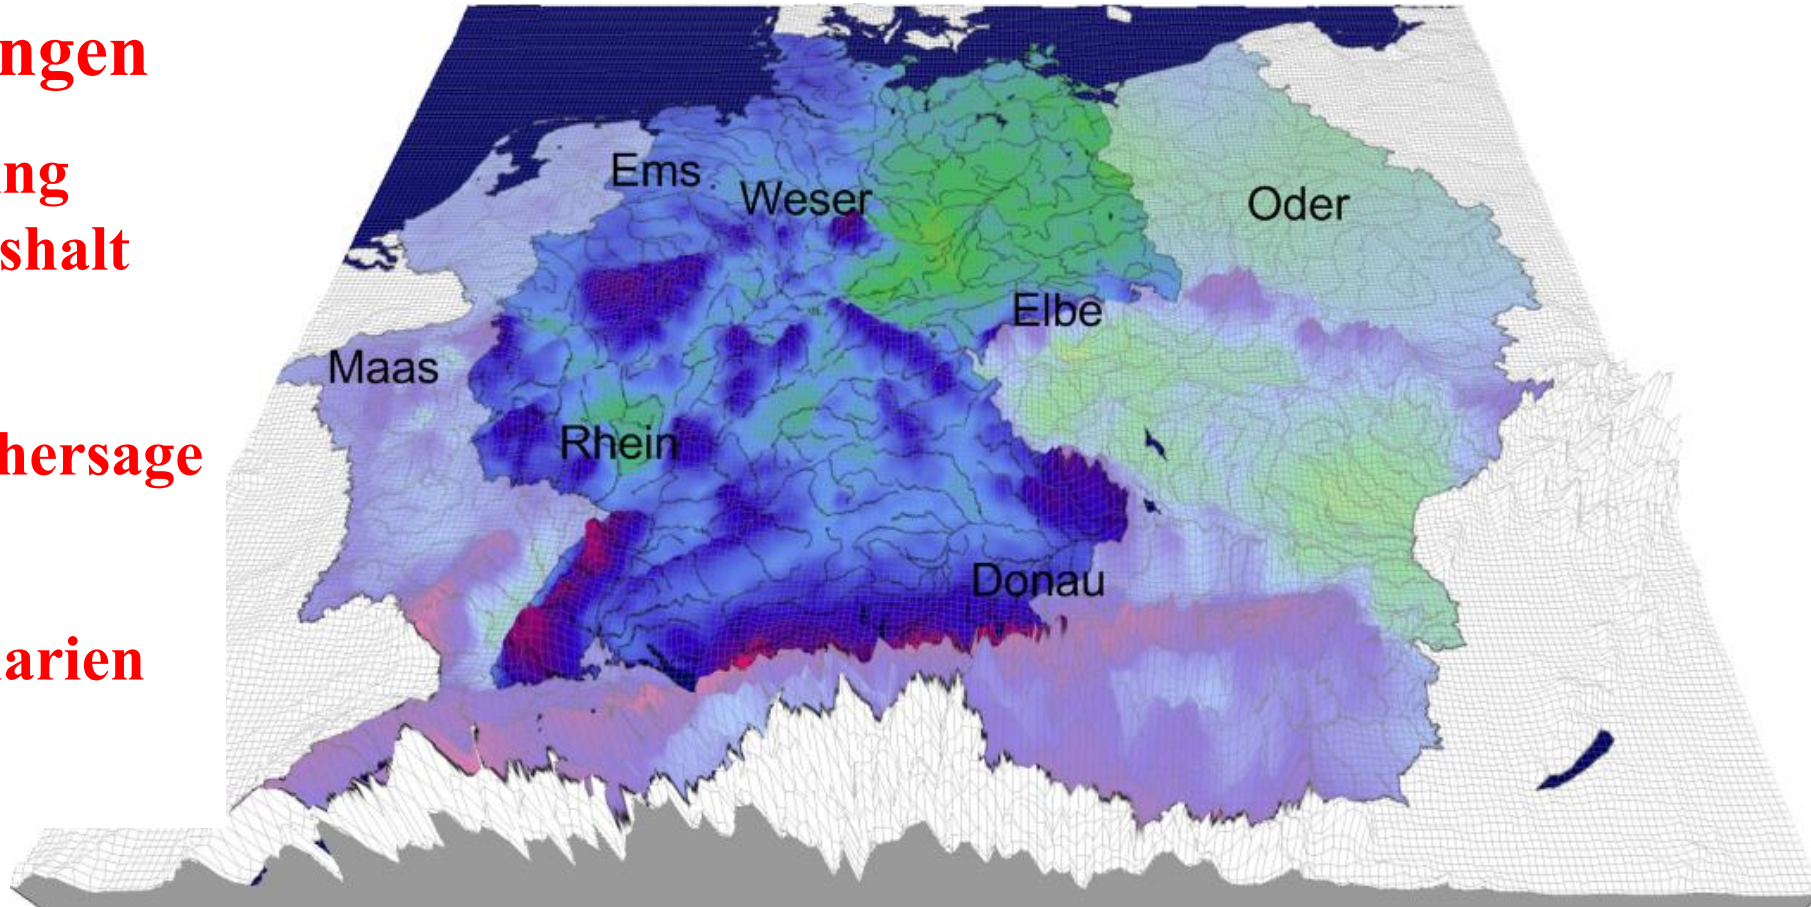 ngen
ng
shalt
hersage
arien
Ems
Weser
Oder
Elbe
Maas
Rhein
Donau